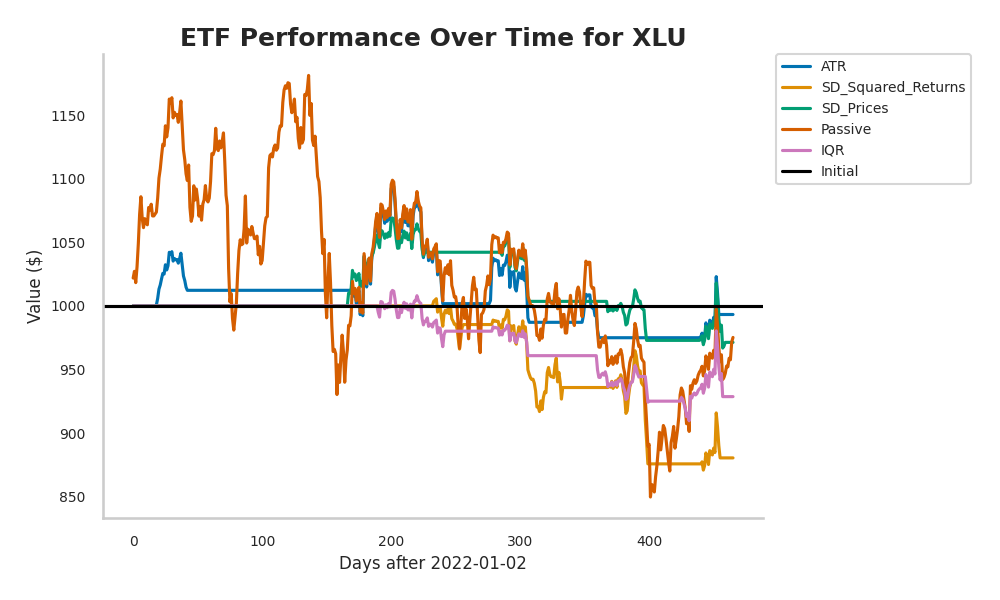 ETF Performance Over Time for XLU
ATR
SD_Squared_Returns
SD_Prices
Passive
IQR
Initial
Value ($)
1150
1100
1050
1000
950
900
850
0 100 200 300 400
Days after 2022-01-02